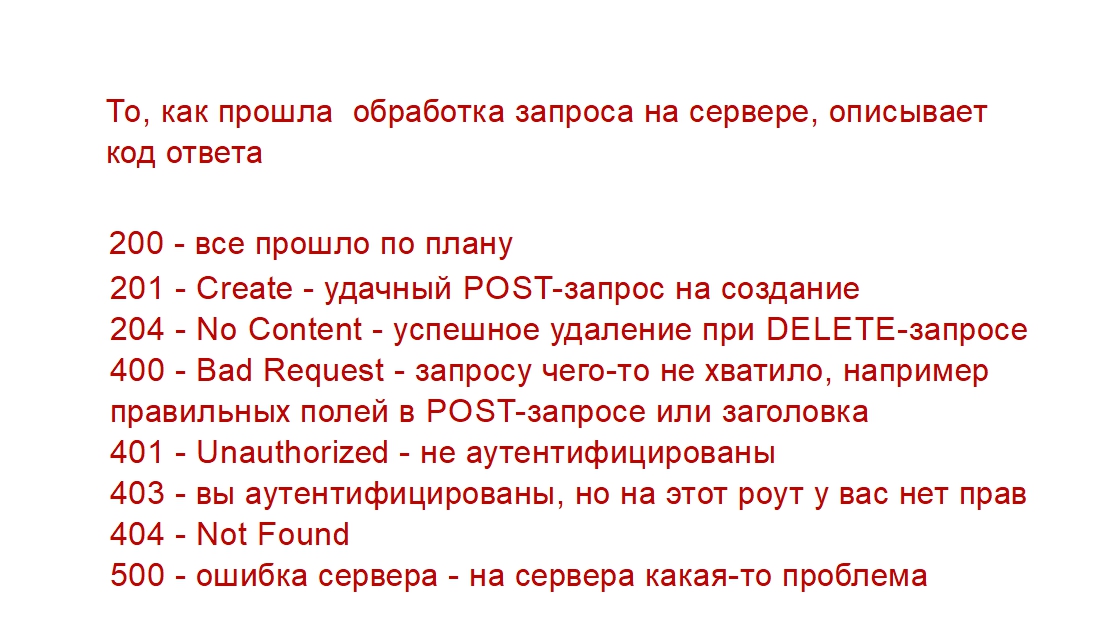 То, как прошла  обработка запроса на сервере, описывает
код ответа
200 - все прошло по плану
201 - Create - удачный POST-запрос на создание
204 - No Content - успешное удаление при DELETE-запросе
400 - Bad Request - запросу чего-то не хватило, например
правильных полей в POST-запросе или заголовка
401 - Unauthorized - не аутентифицированы
403 - вы аутентифицированы, но на этот роут у вас нет прав
404 - Not Found
500 - ошибка сервера - на сервера какая-то проблема